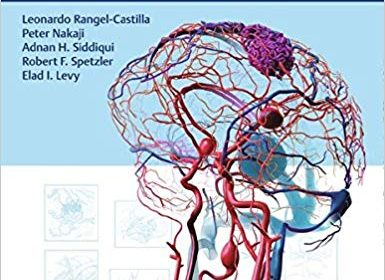 Leonardo Rangel-Castilla
Peter Nakaji
Adnan H. Siddiqui
Robert F. Spetzler
Elad I. Levy